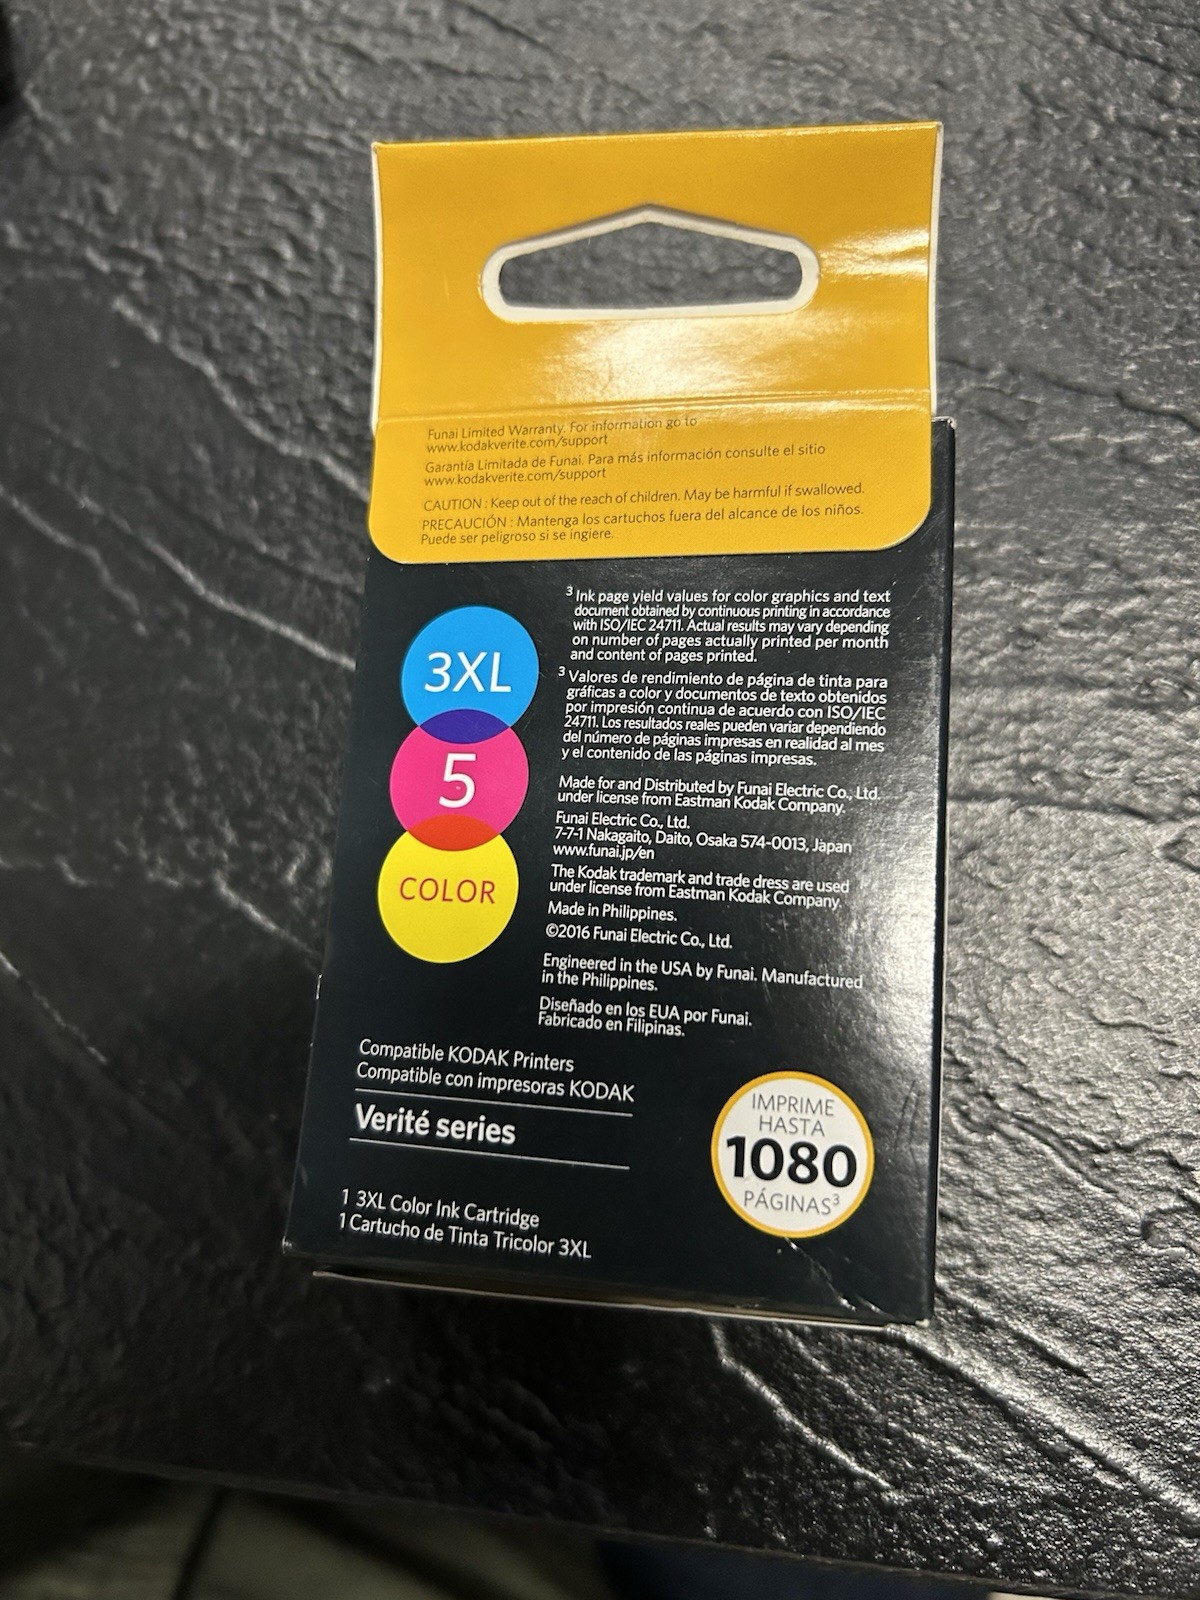 Funai Limited Warranty. For information go to
www.kodakverite.com/support
Garantía Limitada de Funai. Para más información consulte el sitio
www.kodakverite.com/support
CAUTION : Keep out of the reach of children. May be harmful if swallowed.
PRECAUCIÓN : Mantenga los cartuchos fuera del alcance de los niños.
Puede ser peligroso si se ingiere.
3XL
5
COLOR
³ Ink page yield values for color graphics and text
document obtained by continuous printing in accordance
with ISO/IEC 24711. Actual results may vary depending
on number of pages actually printed per month
and content of pages printed.
³ Valores de rendimiento de página de tinta para
gráficas a color y documentos de texto obtenidos
por impresión continua de acuerdo con ISO/IEC
24711. Los resultados reales pueden variar dependiendo
del número de páginas impresas en realidad al mes
y el contenido de las páginas impresas.
Made for and Distributed by Funai Electric Co., Ltd.
under license from Eastman Kodak Company.
Funai Electric Co., Ltd.
7-7-1 Nakagaito, Daito, Osaka 574-0013, Japan
www.funai.jp/en
The Kodak trademark and trade dress are used
under license from Eastman Kodak Company.
Made in Philippines.
©2016 Funai Electric Co., Ltd.
Engineered in the USA by Funai. Manufactured
in the Philippines.
Diseñado en los EUA por Funai.
Fabricado en Filipinas.
Compatible KODAK Printers
Compatible con impresoras KODAK
Verité series
1 3XL Color Ink Cartridge
1 Cartucho de Tinta Tricolor 3XL
IMPRIME
HASTA
1080
PÁGINAS³